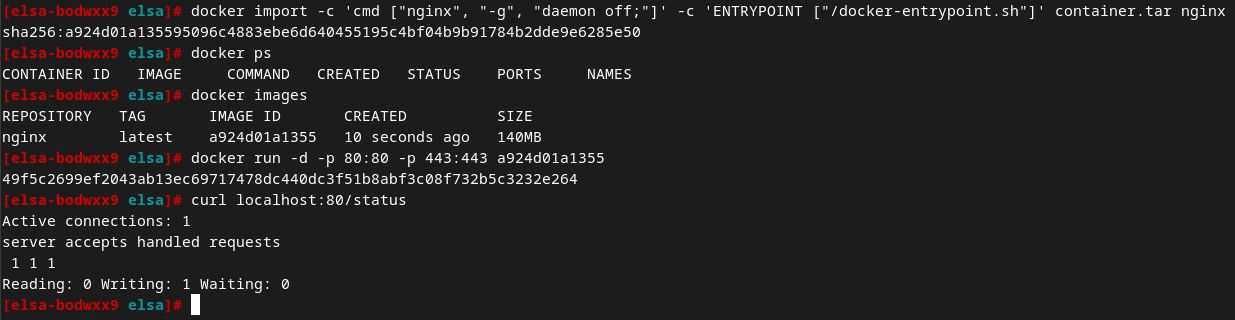 [elsa-bodwxx9 elsa]# docker import -c 'cmd ["nginx", "-g", "daemon off;"]' -c 'ENTRYPOINT ["/docker-entrypoint.sh"]' container.tar nginx
sha256:a924d01a135595096c4883ebe6d640455195c4bf04b9b91784b2dde9e6285e50
[elsa-bodwxx9 elsa]# docker ps
CONTAINER ID   IMAGE     COMMAND   CREATED   STATUS    PORTS     NAMES
[elsa-bodwxx9 elsa]# docker images
REPOSITORY   TAG       IMAGE ID       CREATED          SIZE
nginx        latest    a924d01a1355   10 seconds ago   140MB
[elsa-bodwxx9 elsa]# docker run -d -p 80:80 -p 443:443 a924d01a1355
49f5c2699ef2043ab13ec69717478dc440dc3f51b8abf3c08f732b5c3232e264
[elsa-bodwxx9 elsa]# curl localhost:80/status
Active connections: 1
server accepts handled requests
 1 1 1
Reading: 0 Writing: 1 Waiting: 0
[elsa-bodwxx9 elsa]#